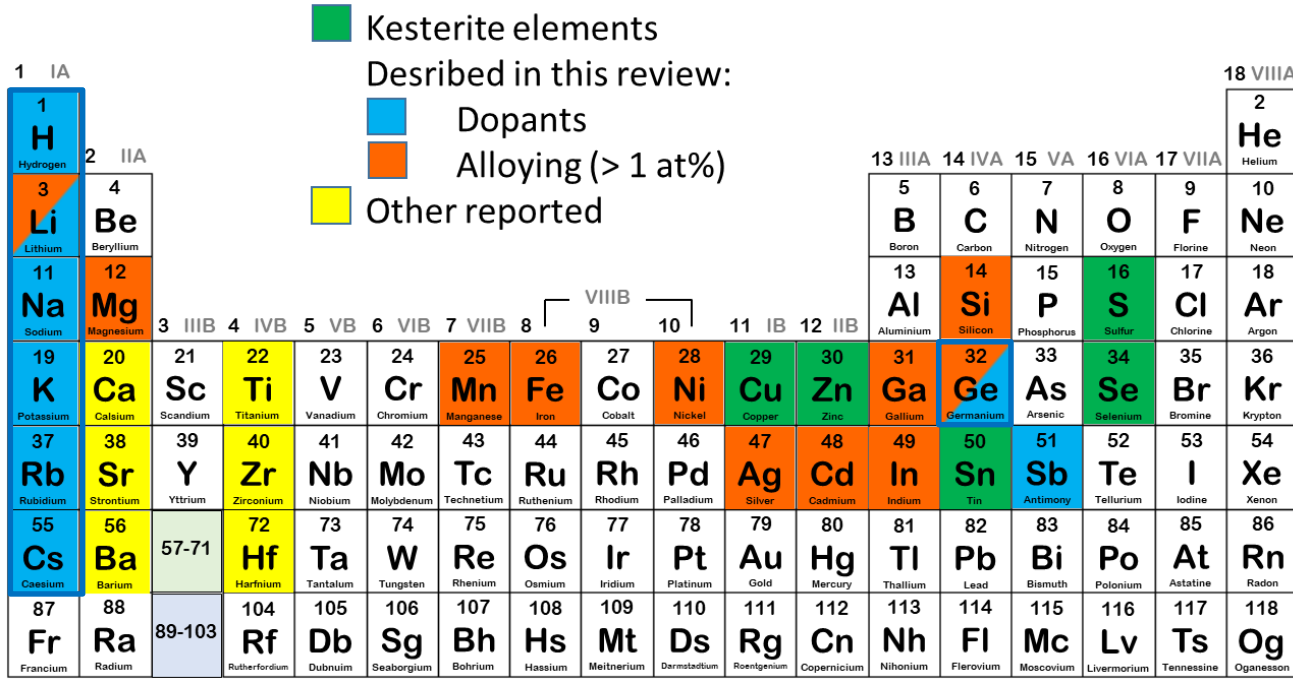 Kesterite elements
Desribed in this review:
Dopants
Alloying (> 1 at%)
Other reported
1 IA
18 VIIIA
1 2
H He
Hydrogen Helium
2 IIA
13 IIIA 14 IVA 15 VA 16 VIA 17 VIIA
3 4 5 6 7 8 9 10
Li Be B C N O F Ne
Lithium Beryllium Boron Carbon Nitrogen Oxygen Florine Neon
11 12 13 14 15 16 17 18
Na Mg Al Si P S Cl Ar
Sodium Magnesium Aluminium Silicon Phosphorus Sulfur Chlorine Argon
VIIIB
3 IIIB 4 IVB 5 VB 6 VIB 7 VIIB 8 9 10 11 IB 12 IIB
19 20 21 22 23 24 25 26 27 28 29 30 31 32 33 34 35 36
K Ca Sc Ti V Cr Mn Fe Co Ni Cu Zn Ga Ge As Se Br Kr
Potassium Calsium Scandium Titanium Vanadium Chromium Manganese Iron Cobalt Nickel Copper Zinc Gallium Germanium Arsenic Selenium Bromine Krypton
37 38 39 40 41 42 43 44 45 46 47 48 49 50 51 52 53 54
Rb Sr Y Zr Nb Mo Tc Ru Rh Pd Ag Cd In Sn Sb Te I Xe
Rubidium Strontium Yttrium Zirconium Niobium Molybdenum Technetium Ruthenium Rhodium Palladium Silver Cadmium Indium Tin Antimony Tellurium Iodine Xenon
55 56 57-71 72 73 74 75 76 77 78 79 80 81 82 83 84 85 86
Cs Ba Hf Ta W Re Os Ir Pt Au Hg Tl Pb Bi Po At Rn
Caesium Barium Harfnium Tantalum Tungsten Rhenium Osmium Iridium Platinum Gold Mercury Thallium Lead Bismuth Polonium Astatine Radon
87 88 89-103 104 105 106 107 108 109 110 111 112 113 114 115 116 117 118
Fr Ra Rf Db Sg Bh Hs Mt Ds Rg Cn Nh Fl Mc Lv Ts Og
Francium Radium Rutherfordium Dubnuim Seaborgium Bohrium Hassium Meitnerium Darmstadtium Roentgenium Copernicium Nihonium Flerovium Moscovium Livermorium Tennessine Oganesson